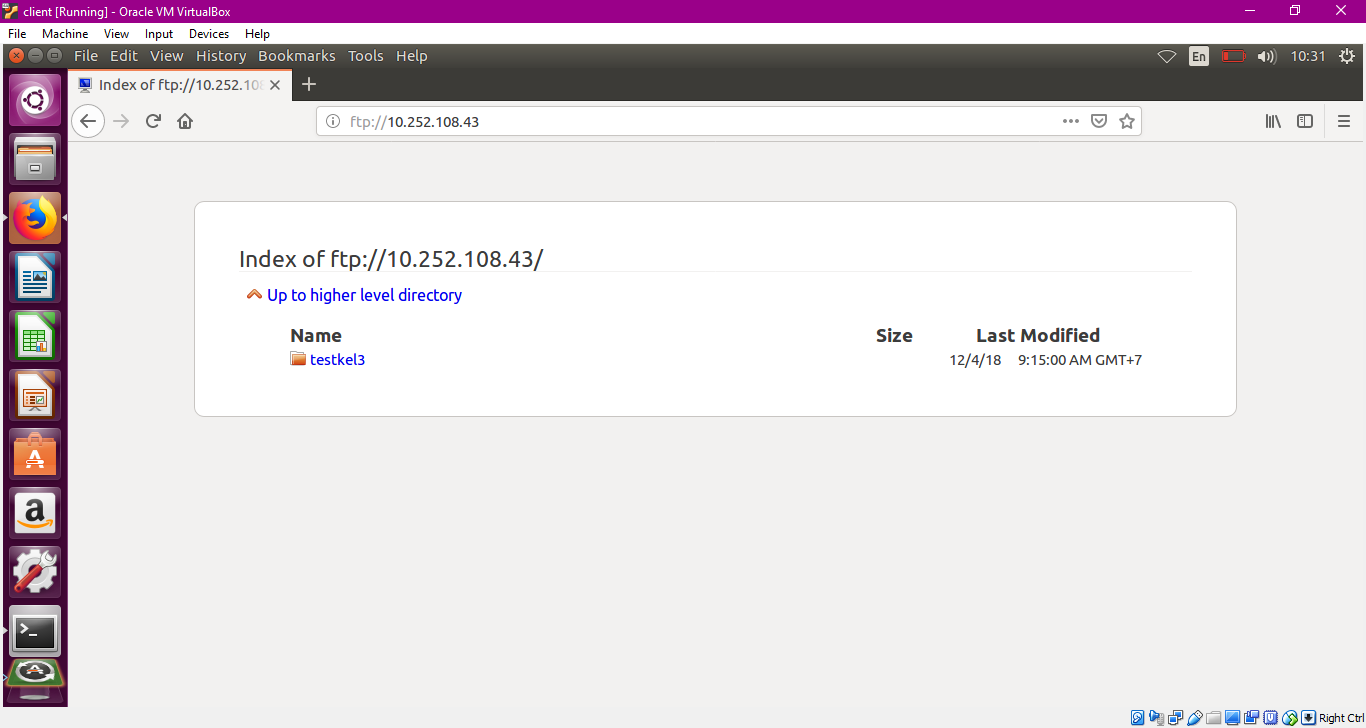 client [Running] - Oracle VM VirtualBox
File Machine View Input Devices Help
File Edit View History Bookmarks Tools Help
En
10:31
Index of ftp://10.252.108
ftp://10.252.108.43
Index of ftp://10.252.108.43/
Up to higher level directory
Name Size Last Modified
testkel3 12/4/18 9:15:00 AM GMT+7
Right Ctrl